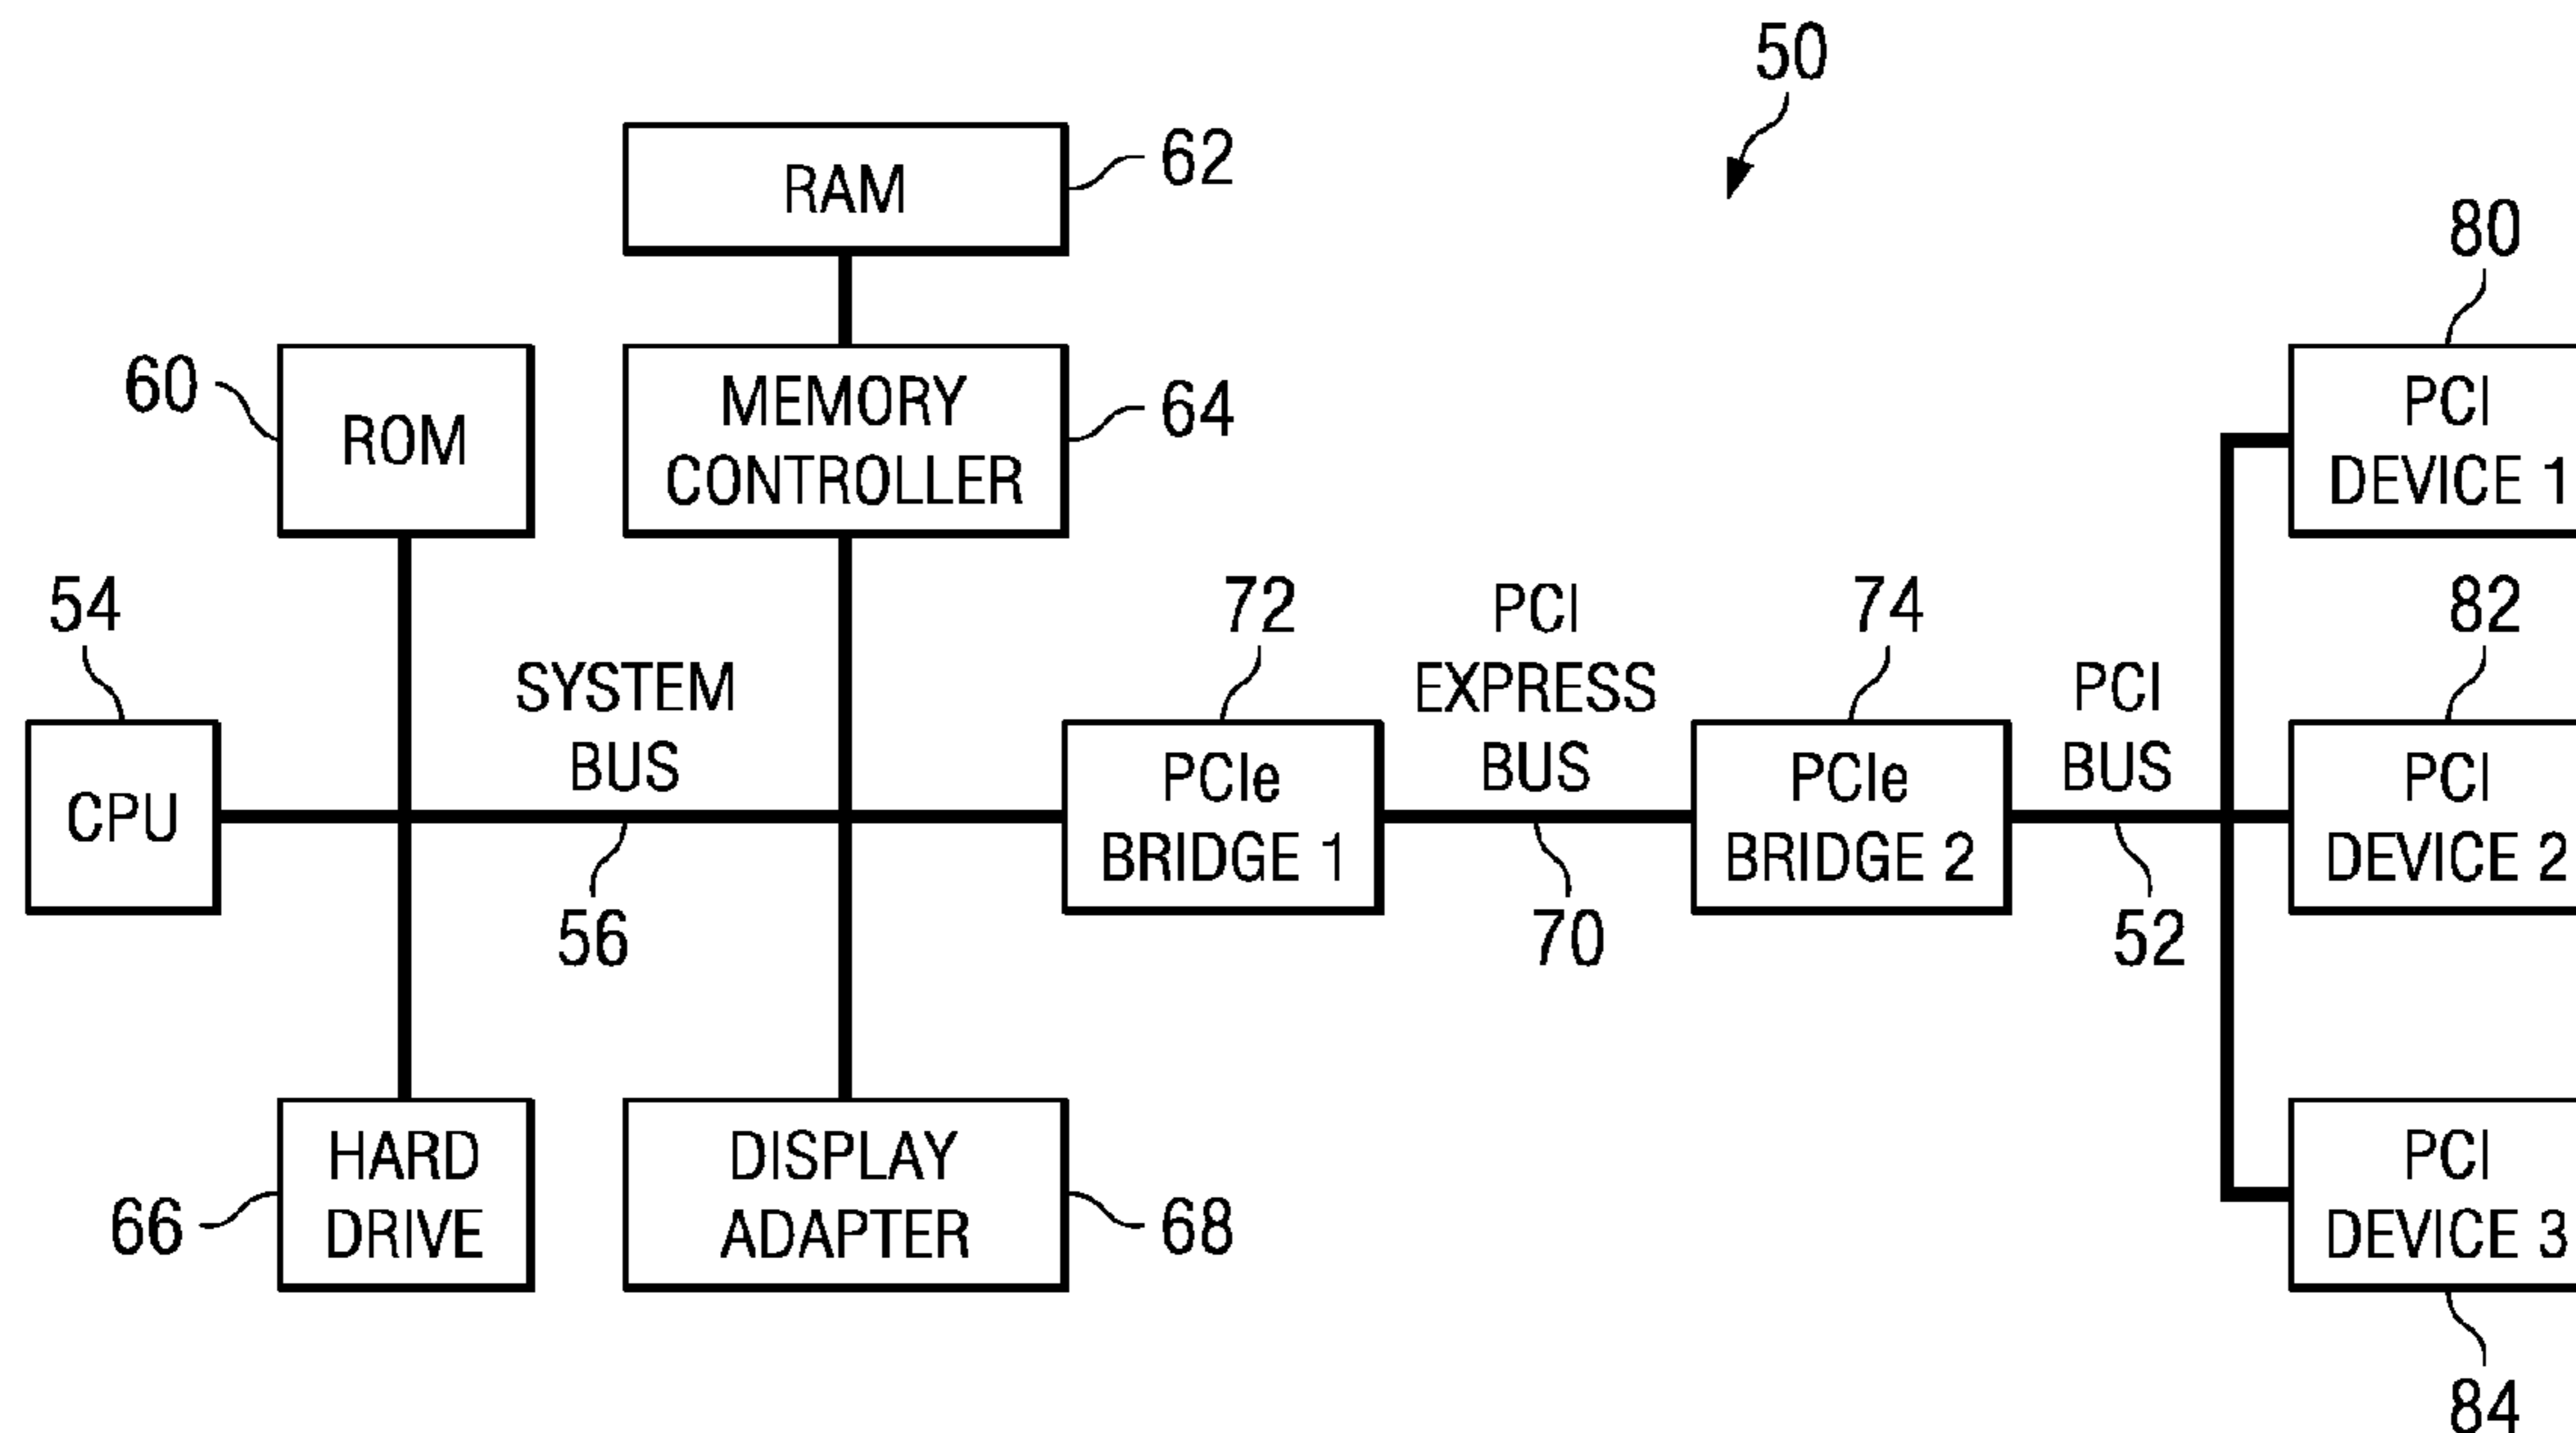 50
RAM
62
80
60
ROM
MEMORY
CONTROLLER
64
PCI
DEVICE 1
54
SYSTEM
BUS
72
PCI
EXPRESS
BUS
74
PCI
BUS
82
CPU
PCIe
BRIDGE 1
PCIe
BRIDGE 2
PCI
DEVICE 2
56
70
52
66
HARD
DRIVE
DISPLAY
ADAPTER
68
PCI
DEVICE 3
84